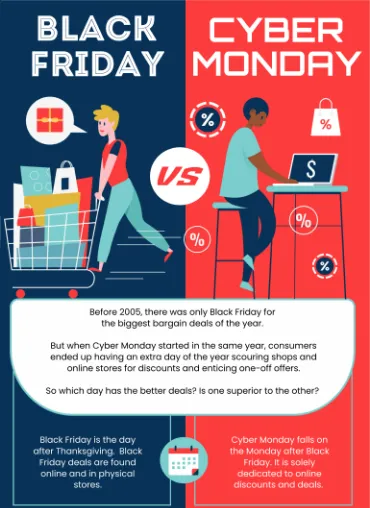 BLACK
FRIDAY
CYBER
MONDAY
%
%
VS
$
%
%
Before 2005, there was only Black Friday for
the biggest bargain deals of the year.
But when Cyber Monday started in the same year, consumers
ended up having an extra day of the year scouring shops and
online stores for discounts and enticing one-off offers.
So which day has the better deals? Is one superior to the other?
Black Friday is the day
after Thanksgiving. Black
Friday deals are found
online and in physical
stores.
Cyber Monday falls on
the Monday after Black
Friday. It is solely
dedicated to online
discounts and deals.